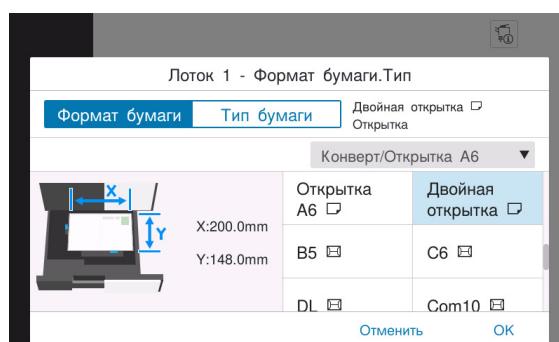 Лоток 1 - Формат бумаги.Тип
Формат бумаги
Тип бумаги
Двойная открытка
Открытка
Конверт/Открытка A6
X
Y
X:200.0mm
Y:148.0mm
Открытка
A6
Двойная
открытка
B5
C6
DL
Com10
Отменить
OK